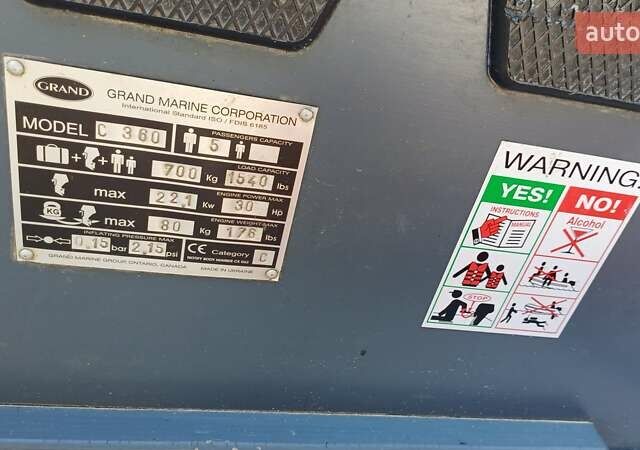 GRAND
GRAND MARINE CORPORATION
International Standard ISO / FDIS 6185
MODEL C 360
PASSENGERS CAPACITY
5
LOAD CAPACITY
700 Kg 1540 lbs
ENGINE POWER MAX
max 22,1 Kw 30 Hp
ENGINE WEIGHT MAX
KG max 80 Kg 176 lbs
INFLATING PRESSURE MAX
0,15 bar 2,15 psi
CE Category C
GRAND MARINE GROUP, ONTARIO, CANADA
MADE IN UKRAINE
auto
WARNING
YES! NO!
INSTRUCTIONS
MANUAL
Alcohol
STOP